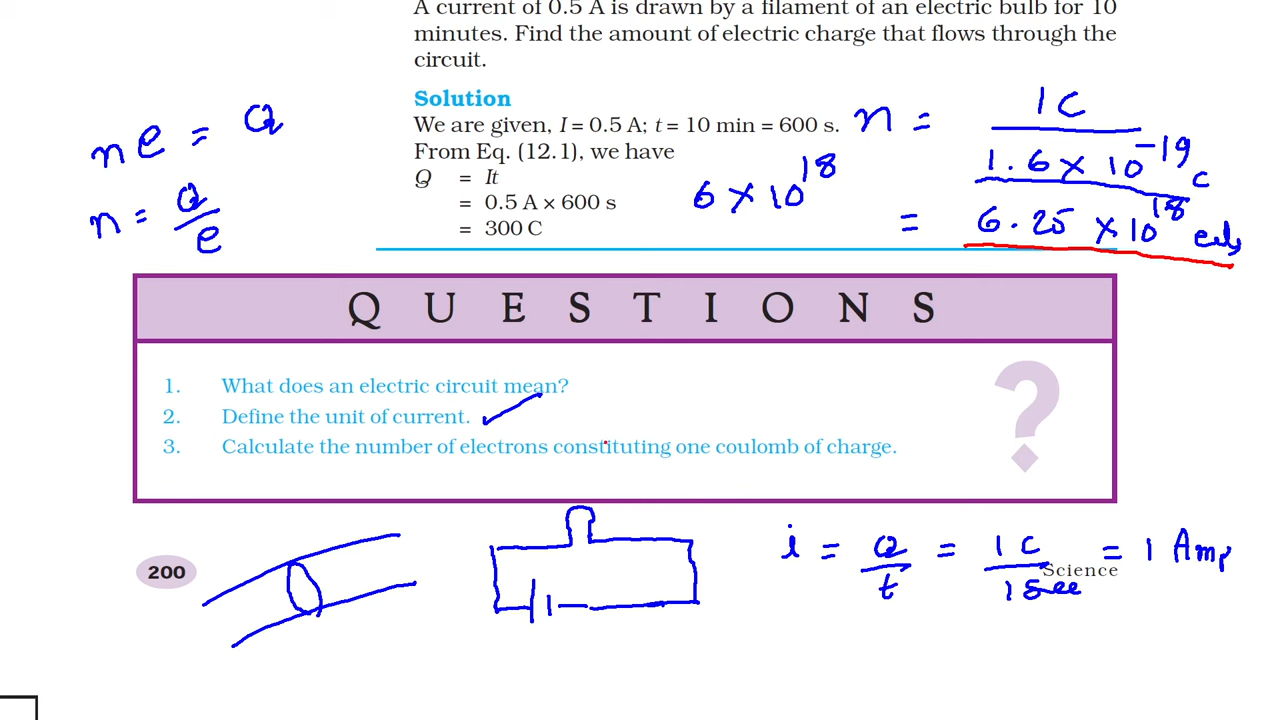 A current of 0.5 A is drawn by a filament of an electric bulb for 10
minutes. Find the amount of electric charge that flows through the
circuit.
Solution
We are given, I = 0.5 A; t = 10 min = 600 s.
From Eq. (12.1), we have
Q = It
= 0.5 A × 600 s
= 300 C
ne = Q
n = Q/e
6 × 10^18
n = 1C / 1.6 × 10^-19 C
= 6.25 × 10^18
QUESTIONS
1. What does an electric circuit mean?
2. Define the unit of current.
3. Calculate the number of electrons constituting one coulomb of charge.
?
i = Q/t = 1C / 1 sec = 1 Amp
200
Science